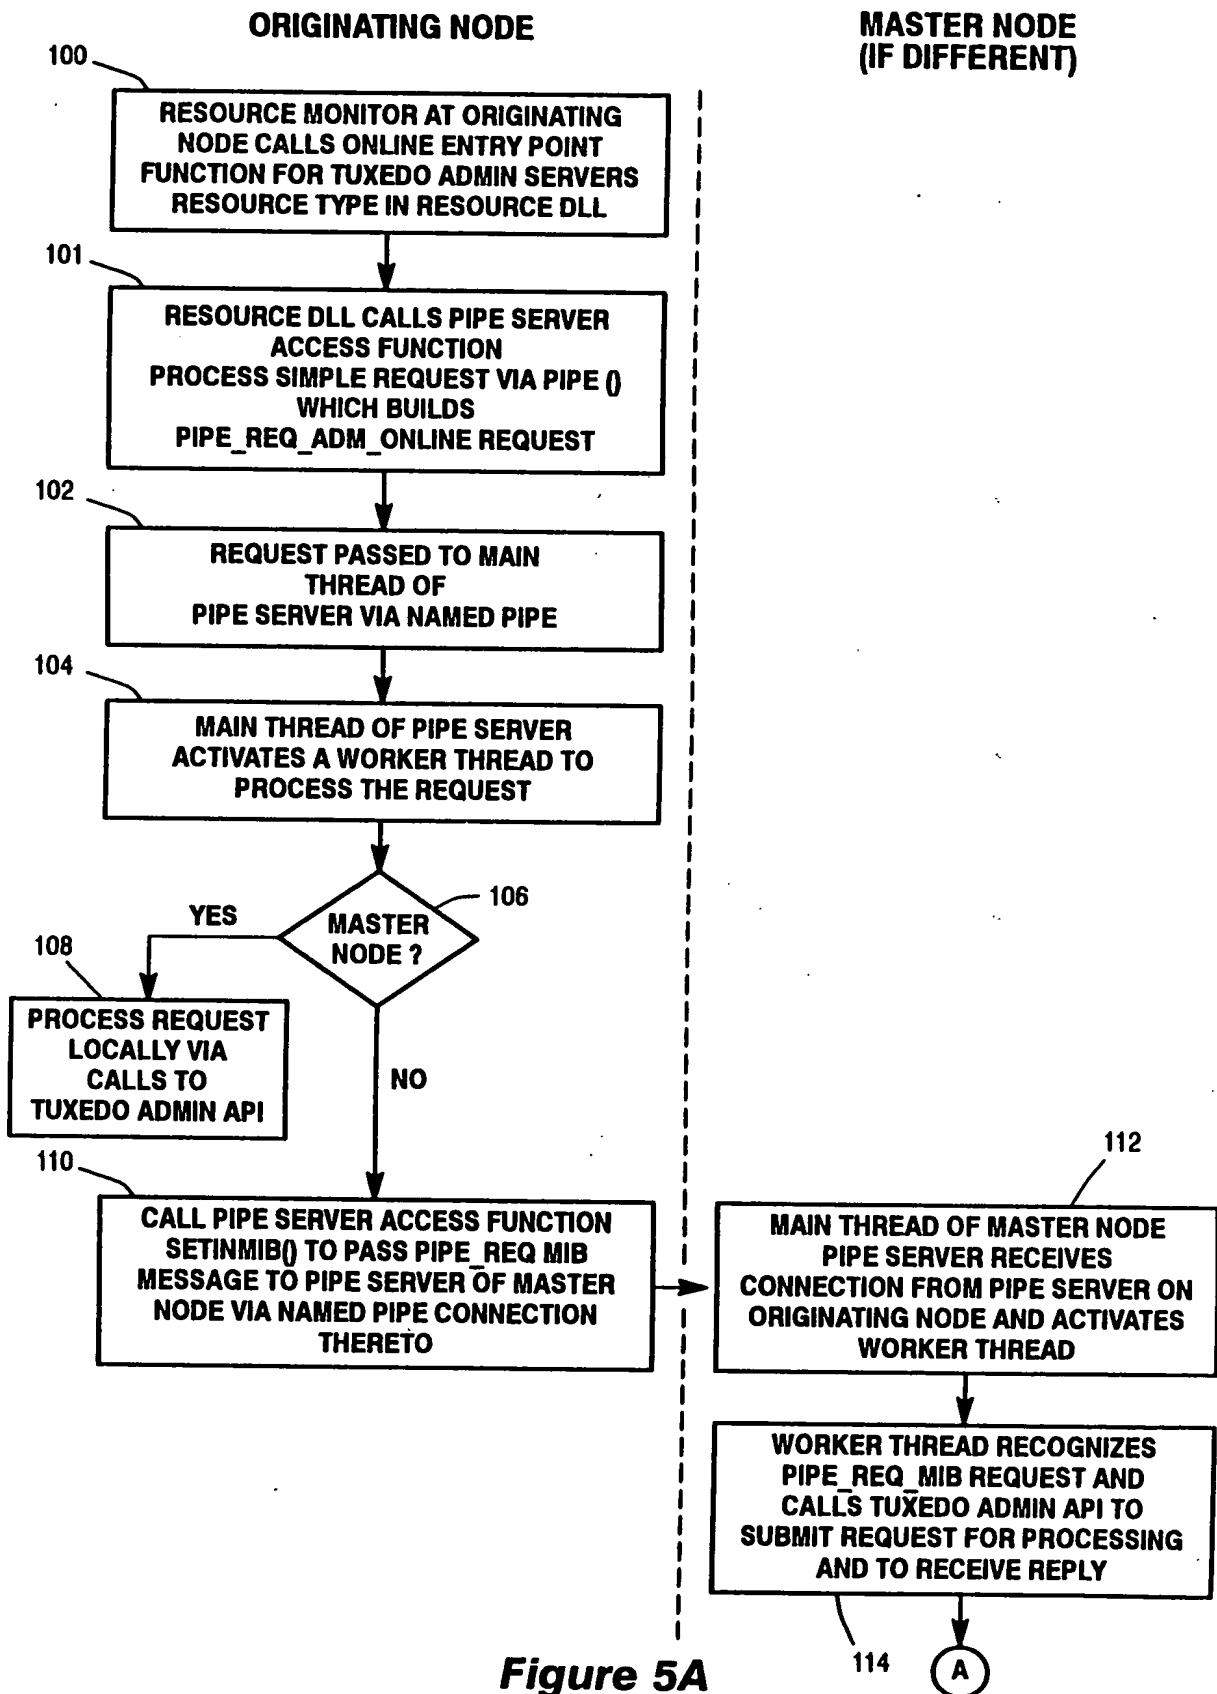 ORIGINATING NODE
MASTER NODE
(IF DIFFERENT)
100
RESOURCE MONITOR AT ORIGINATING
NODE CALLS ONLINE ENTRY POINT
FUNCTION FOR TUXEDO ADMIN SERVERS
RESOURCE TYPE IN RESOURCE DLL
101
RESOURCE DLL CALLS PIPE SERVER
ACCESS FUNCTION
PROCESS SIMPLE REQUEST VIA PIPE ()
WHICH BUILDS
PIPE_REQ_ADM_ONLINE REQUEST
102
REQUEST PASSED TO MAIN
THREAD OF
PIPE SERVER VIA NAMED PIPE
104
MAIN THREAD OF PIPE SERVER
ACTIVATES A WORKER THREAD TO
PROCESS THE REQUEST
106
MASTER
NODE ?
YES
108
PROCESS REQUEST
LOCALLY VIA
CALLS TO
TUXEDO ADMIN API
NO
110
CALL PIPE SERVER ACCESS FUNCTION
SETINMIB() TO PASS PIPE_REQ MIB
MESSAGE TO PIPE SERVER OF MASTER
NODE VIA NAMED PIPE CONNECTION
THERETO
112
MAIN THREAD OF MASTER NODE
PIPE SERVER RECEIVES
CONNECTION FROM PIPE SERVER ON
ORIGINATING NODE AND ACTIVATES
WORKER THREAD
WORKER THREAD RECOGNIZES
PIPE_REQ_MIB REQUEST AND
CALLS TUXEDO ADMIN API TO
SUBMIT REQUEST FOR PROCESSING
AND TO RECEIVE REPLY
114
A
Figure 5A